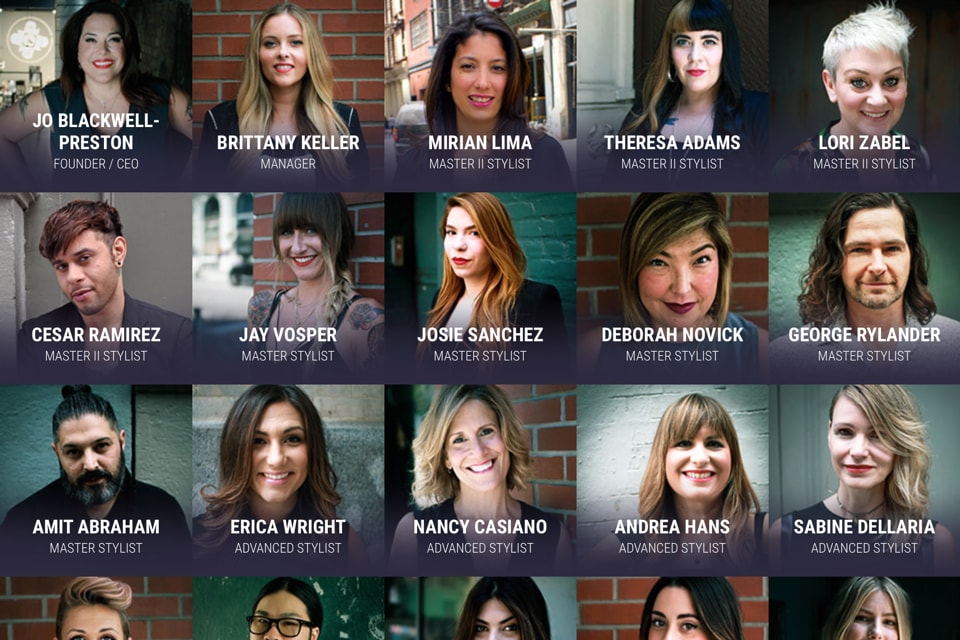 JO BLACKWELL-
PRESTON
FOUNDER / CEO
BRITTANY KELLER
MANAGER
MIRIAN LIMA
MASTER II STYLIST
THERESA ADAMS
MASTER II STYLIST
LORI ZABEL
MASTER II STYLIST
CESAR RAMIREZ
MASTER II STYLIST
JAY VOSPER
MASTER STYLIST
JOSIE SANCHEZ
MASTER STYLIST
DEBORAH NOVICK
MASTER STYLIST
GEORGE RYLANDER
MASTER STYLIST
AMIT ABRAHAM
MASTER STYLIST
ERICA WRIGHT
ADVANCED STYLIST
NANCY CASIANO
ADVANCED STYLIST
ANDREA HANS
ADVANCED STYLIST
SABINE DELLARIA
ADVANCED STYLIST